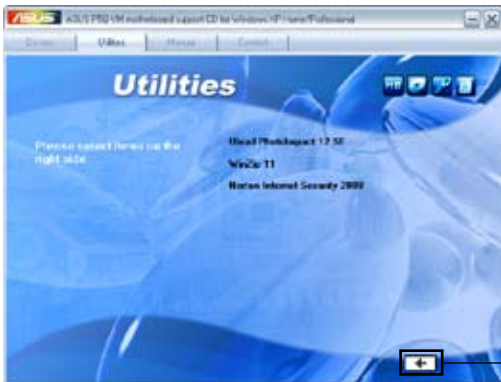 ASUS
ASUS P5Q-VM motherboard support CD for Windows XP Home/Professional
Drivers Utilities Manual Contact
Utilities
Please select items on the
right side
Ulead PhotoImpact 12 SE
WinZip 11
Norton Internet Security 2008